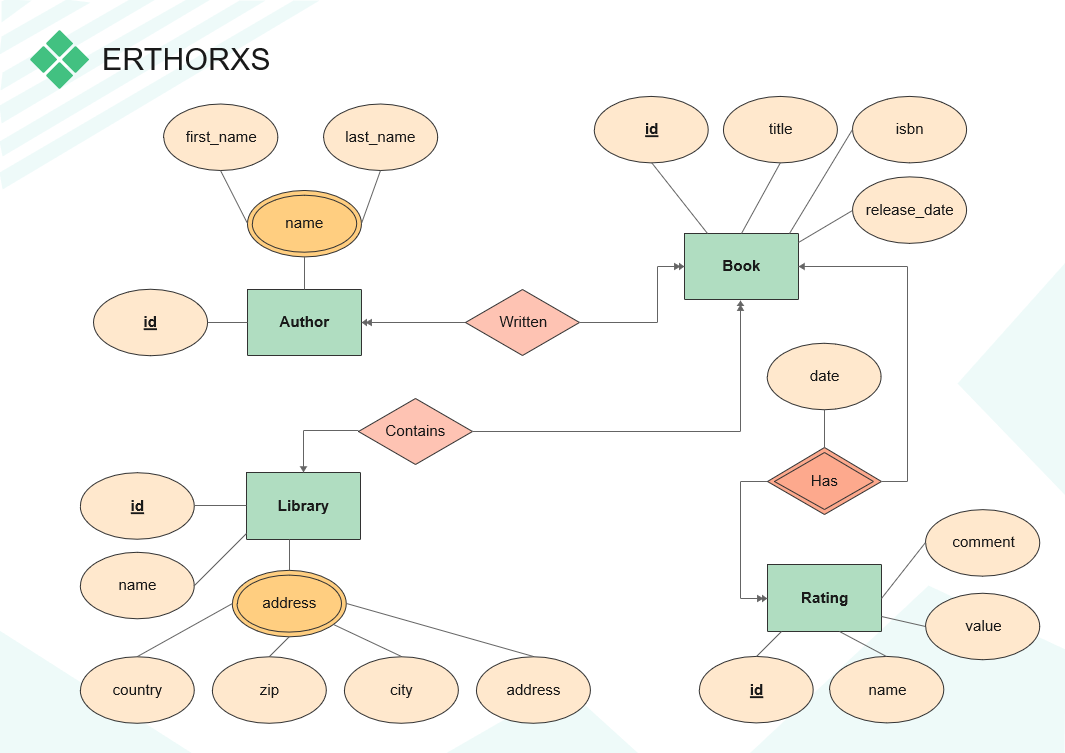 ERTHORXS
first_name
last_name
name
id
Author
Written
id
title
isbn
release_date
Book
date
Has
Contains
id
Library
name
address
country
zip
city
address
comment
Rating
value
id
name